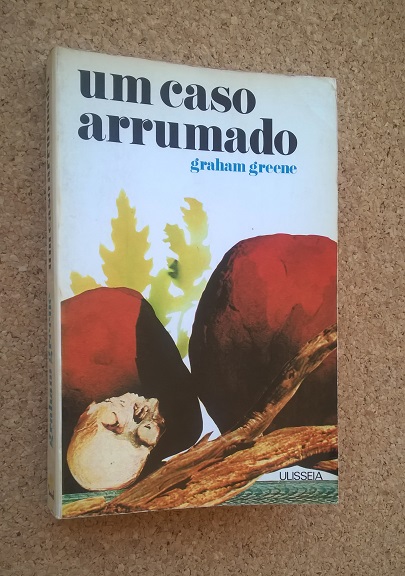 um caso
arrumado
graham greene
ULISSEIA